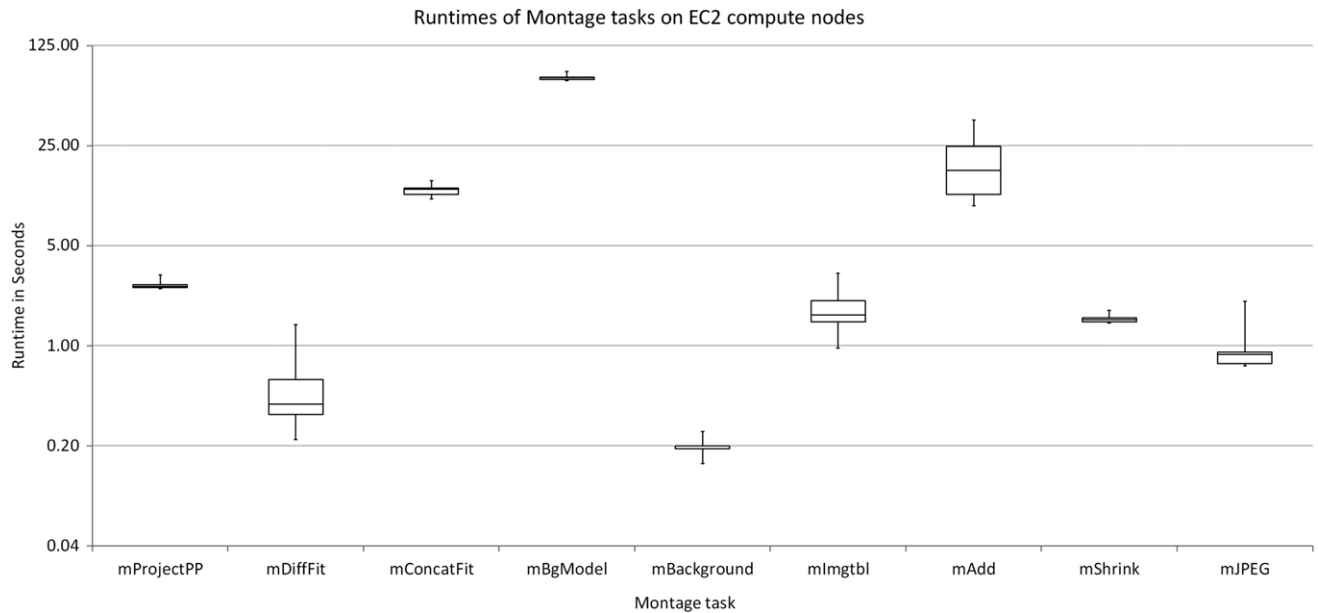 Runtimes of Montage tasks on EC2 compute nodes
125.00
25.00
5.00
1.00
0.20
0.04
Runtime in Seconds
mProjectPP mDiffFit mConcatFit mBgModel mBackground mImgtbl mAdd mShrink mJPEG
Montage task